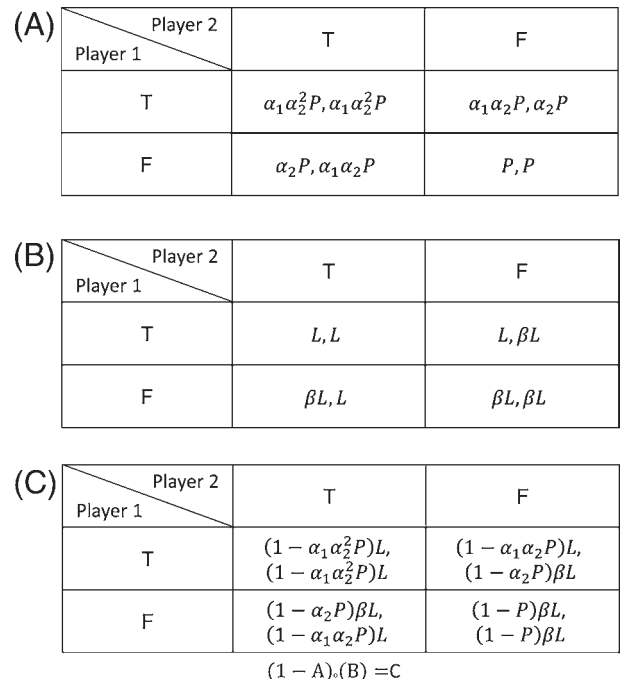 (A)
Player 2
Player 1
T
F
T
α₁α₂²P, α₁α₂²P
α₁α₂P, α₂P
F
α₂P, α₁α₂P
P, P
(B)
Player 2
Player 1
T
F
T
L, L
L, βL
F
βL, L
βL, βL
(C)
Player 2
Player 1
T
F
T
(1 − α₁α₂²P)L,
(1 − α₁α₂²P)L
(1 − α₁α₂P)L,
(1 − α₂P)βL
F
(1 − α₂P)βL,
(1 − α₁α₂P)L
(1 − P)βL,
(1 − P)βL
(1 − A)∘(B) =C